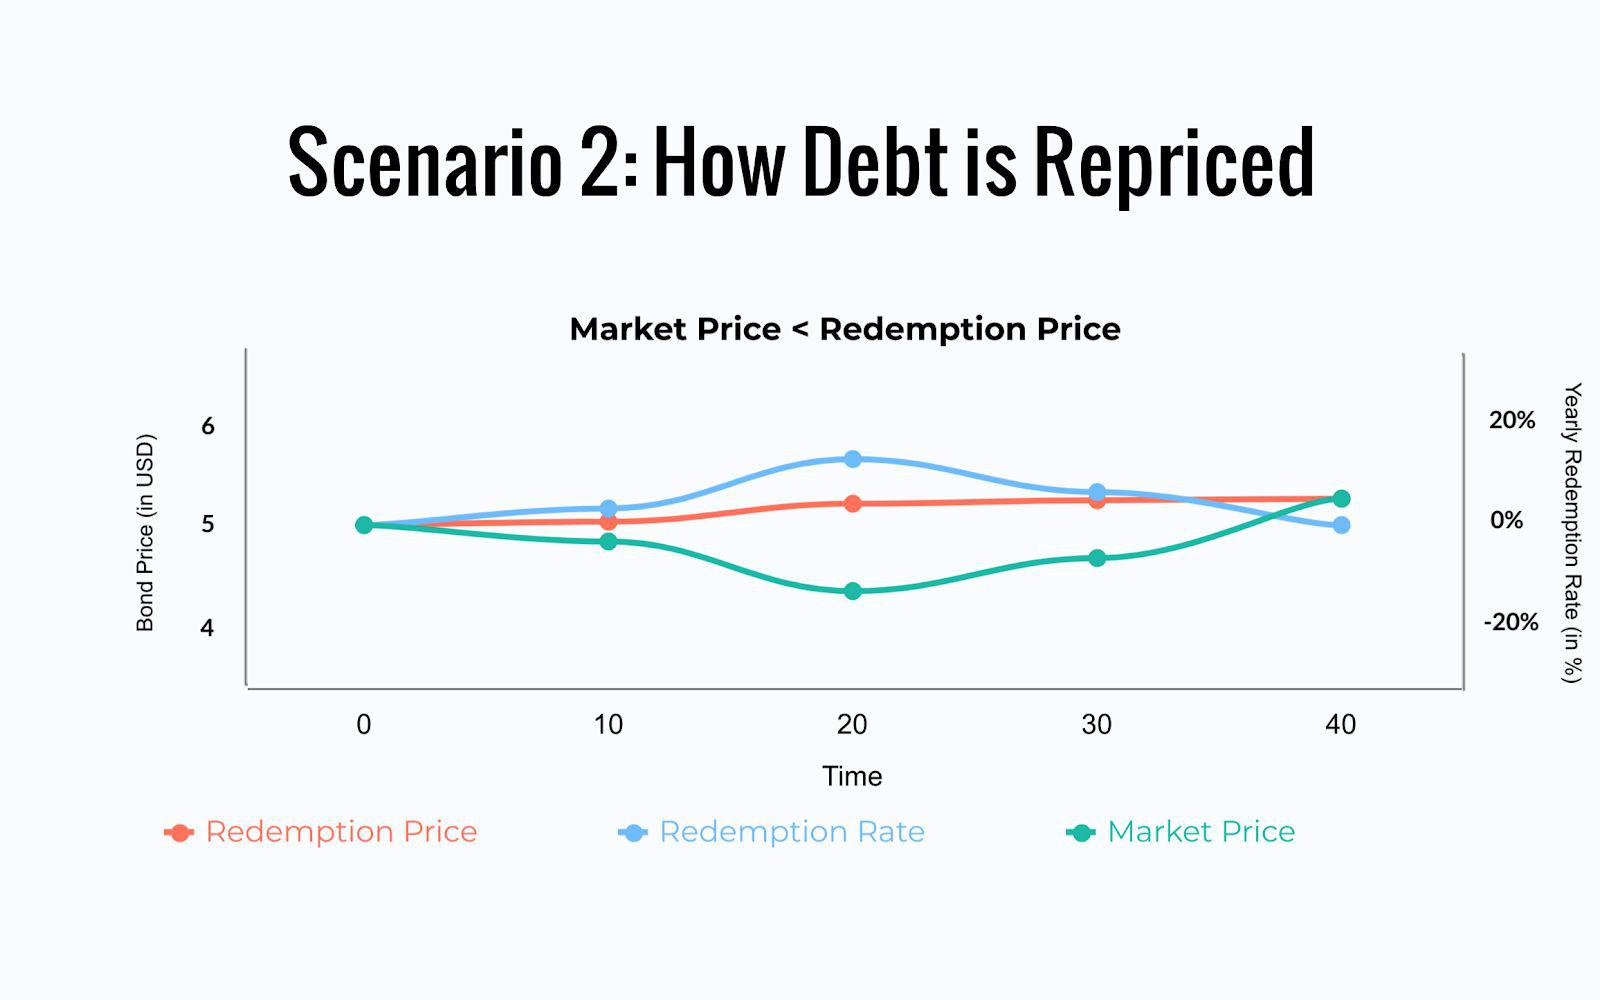 Scenario 2: How Debt is Repriced
Market Price < Redemption Price
Bond Price (in USD)
6
5
4
20%
0%
-20%
Yearly Redemption Rate (in %)
0 10 20 30 40
Time
Redemption Price Redemption Rate Market Price